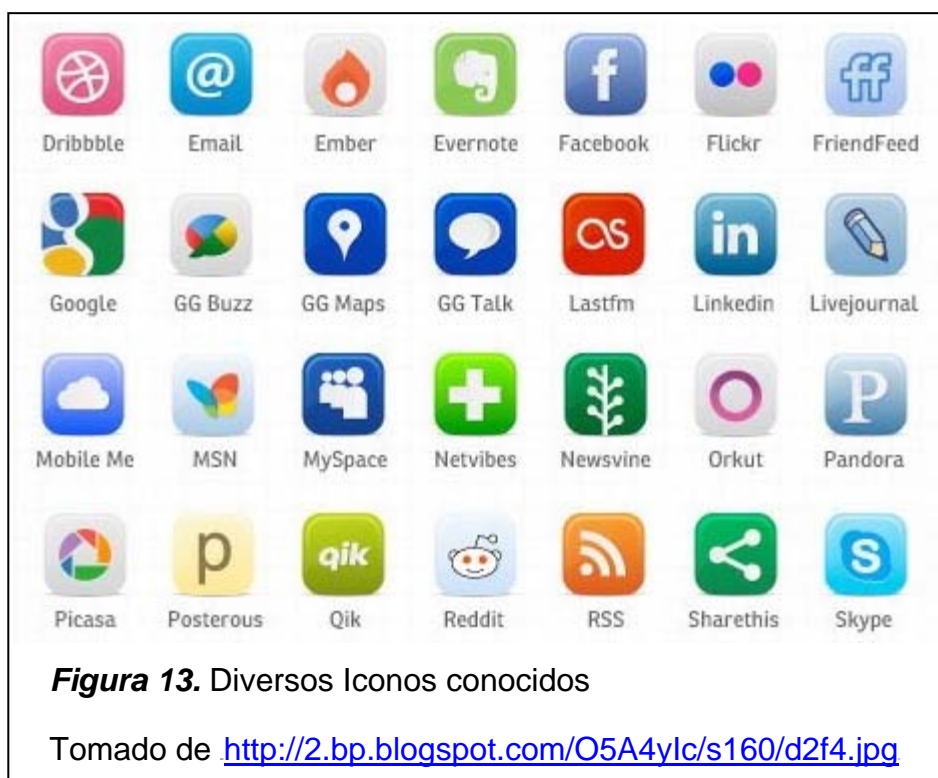 Dribbble Email Ember Evernote Facebook Flickr FriendFeed
Google GG Buzz GG Maps GG Talk Lastfm Linkedin Livejournal
Mobile Me MSN MySpace Netvibes Newsvine Orkut Pandora
Picasa Posterous Qik Reddit RSS Sharethis Skype
Figura 13. Diversos Iconos conocidos
Tomado de http://2.bp.blogspot.com/O5A4yIc/s160/d2f4.jpg